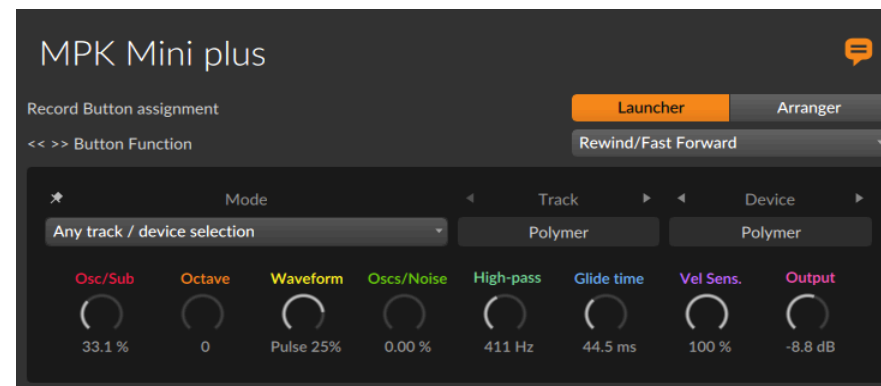 MPK Mini plus
Record Button assignment
Launcher Arranger
<< >> Button Function
Rewind/Fast Forward
Mode Track Device
Any track / device selection Polymer Polymer
Osc/Sub Octave Waveform Oscs/Noise High-pass Glide time Vel Sens. Output
33.1 % 0 Pulse 25% 0.00 % 411 Hz 44.5 ms 100 % -8.8 dB